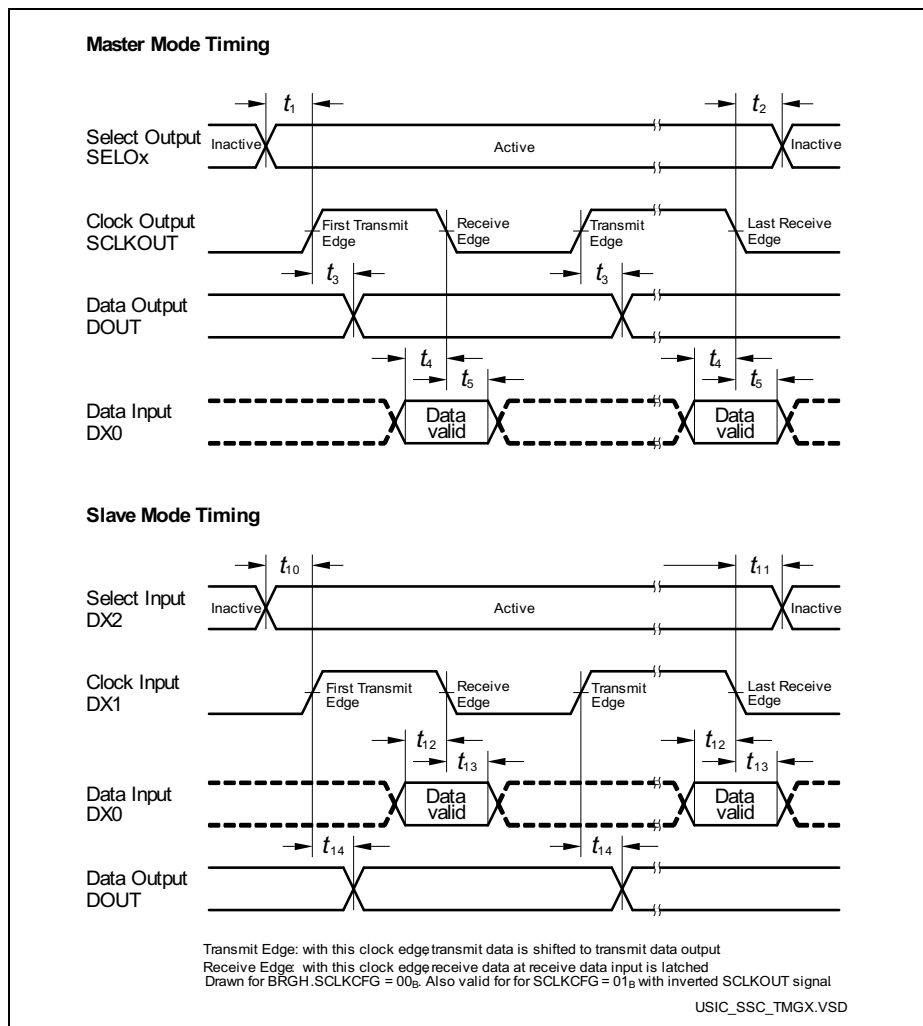 Master Mode Timing
t1
t2
Select Output
SELOx
Inactive
Active
Inactive
Clock Output
SCLKOUT
First Transmit
Edge
Receive
Edge
Transmit
Edge
Last Receive
Edge
t3
t3
Data Output
DOUT
t4
t5
t4
t5
Data Input
DX0
Data
valid
Data
valid
Slave Mode Timing
t10
t11
Select Input
DX2
Inactive
Active
Inactive
Clock Input
DX1
First Transmit
Edge
Receive
Edge
Transmit
Edge
Last Receive
Edge
t12
t13
t12
t13
Data Input
DX0
Data
valid
Data
valid
t14
t14
Data Output
DOUT
Transmit Edge: with this clock edge, transmit data is shifted to transmit data output
Receive Edge: with this clock edge, receive data at receive data input is latched
Drawn for BRGH.SCLKCFG = 00B. Also valid for for SCLKCFG = 01B with inverted SCLKOUT signal
USIC_SSC_TMGX.VSD